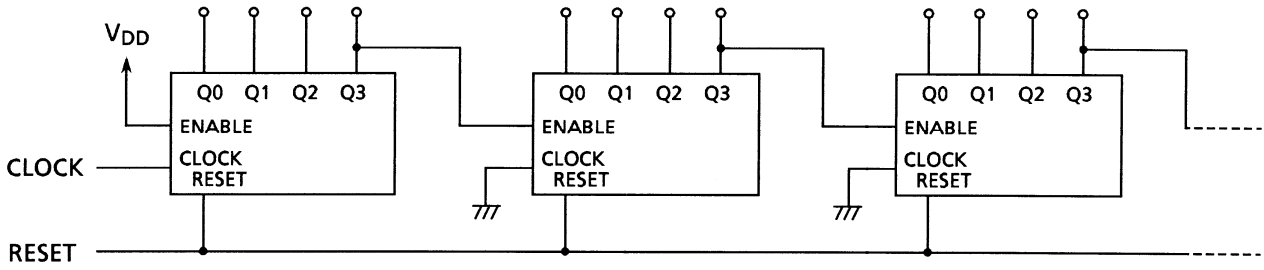 VDD
Q0 Q1 Q2 Q3
ENABLE
CLOCK
RESET
Q0 Q1 Q2 Q3
ENABLE
CLOCK
RESET
Q0 Q1 Q2 Q3
ENABLE
CLOCK
RESET
CLOCK
RESET